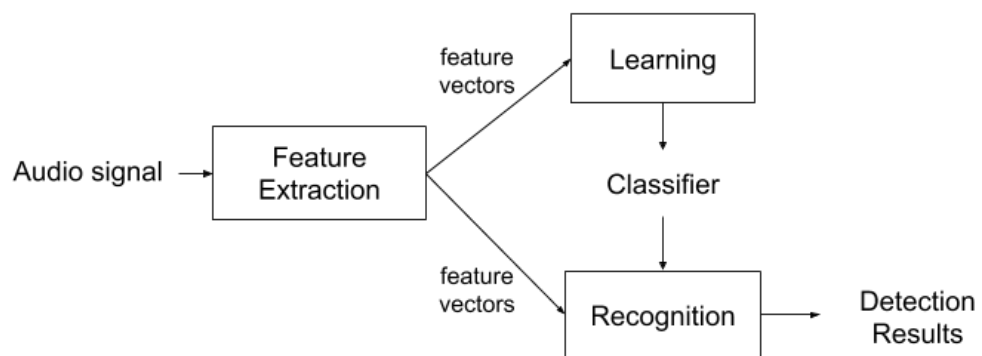 Audio signal
Feature
Extraction
feature
vectors
Learning
Classifier
feature
vectors
Recognition
Detection
Results